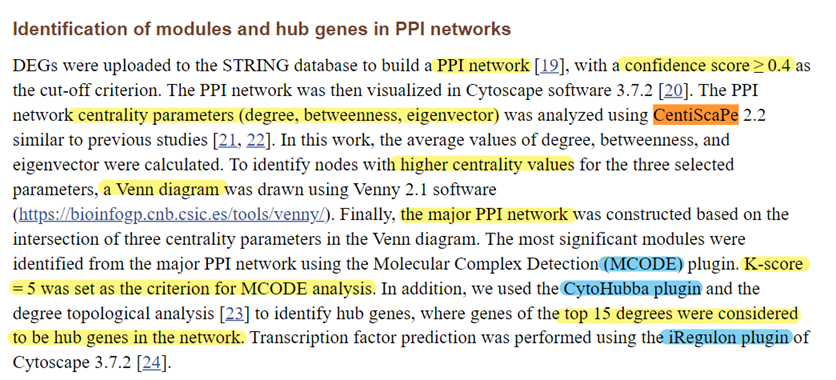 Identification of modules and hub genes in PPI networks
DEGs were uploaded to the STRING database to build a PPI network [19], with a confidence score ≥ 0.4 as
the cut-off criterion. The PPI network was then visualized in Cytoscape software 3.7.2 [20]. The PPI
network centrality parameters (degree, betweenness, eigenvector) was analyzed using CentiScaPe 2.2
similar to previous studies [21, 22]. In this work, the average values of degree, betweenness, and
eigenvector were calculated. To identify nodes with higher centrality values for the three selected
parameters, a Venn diagram was drawn using Venny 2.1 software
(https://bioinfogp.cnb.csic.es/tools/venny/). Finally, the major PPI network was constructed based on the
intersection of three centrality parameters in the Venn diagram. The most significant modules were
identified from the major PPI network using the Molecular Complex Detection (MCODE) plugin. K-score
= 5 was set as the criterion for MCODE analysis. In addition, we used the CytoHubba plugin and the
degree topological analysis [23] to identify hub genes, where genes of the top 15 degrees were considered
to be hub genes in the network. Transcription factor prediction was performed using the iRegulon plugin of
Cytoscape 3.7.2 [24].